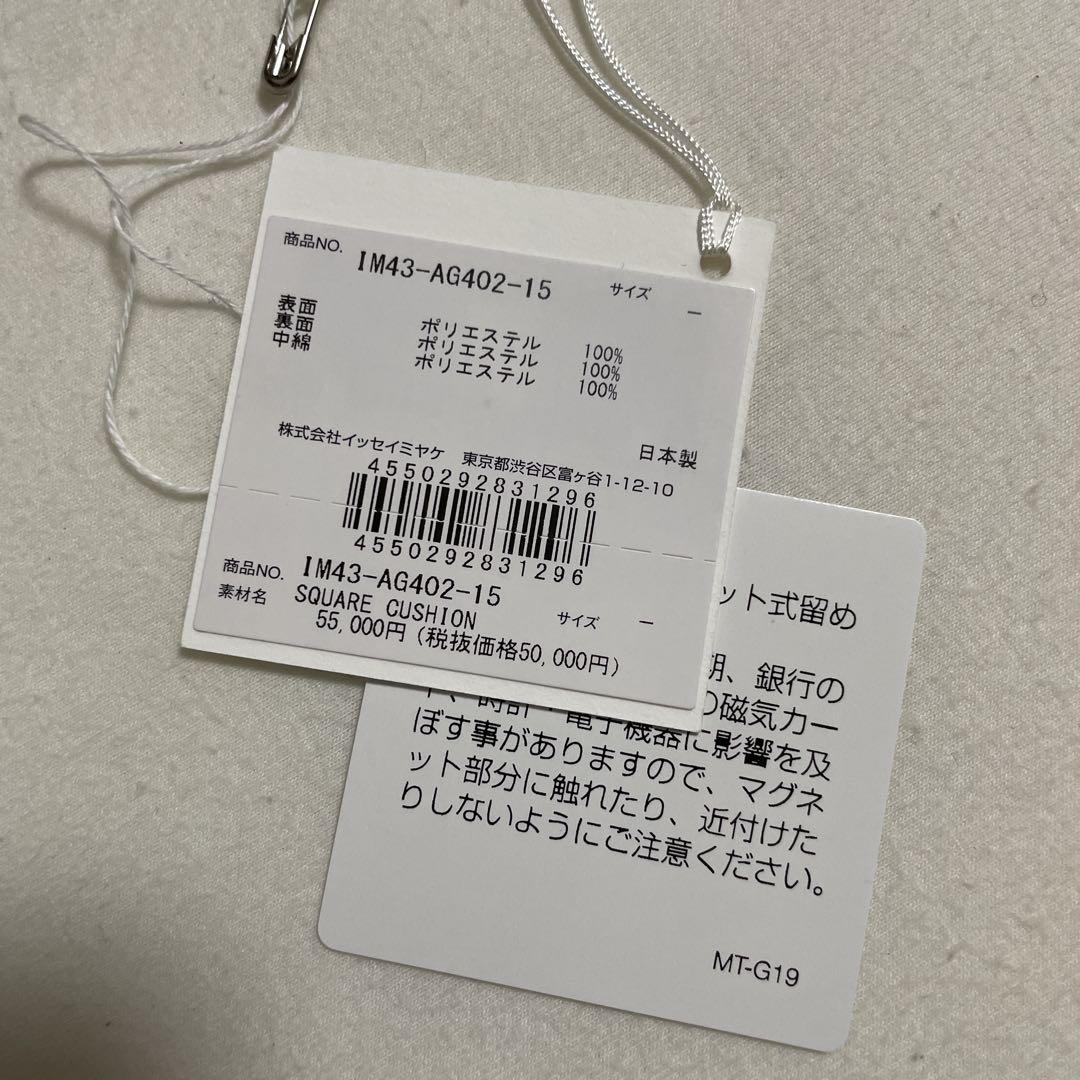 商品NO. IM43-AG402-15 サイズ －
表面 ポリエステル 100%
裏面 ポリエステル 100%
中綿 ポリエステル 100%
日本製
株式会社イッセイミヤケ 東京都渋谷区富ヶ谷1-12-10
4550292831296
4550292831296
商品NO. IM43-AG402-15
素材名 SQUARE CUSHION サイズ －
55,000円 (税抜価格50,000円)
ット式留め
、銀行の
磁気カー
電子機器に影響を及
ぼす事がありますので、マグネ
ット部分に触れたり、近付けた
りしないようにご注意ください。
MT-G19